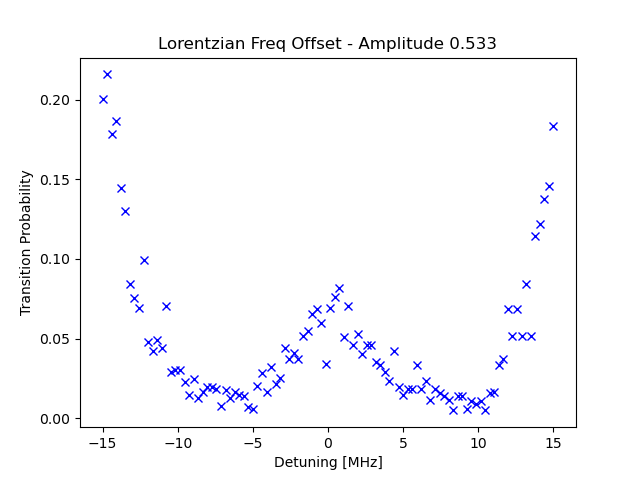 Lorentzian Freq Offset - Amplitude 0.533
Transition Probability
0.20
0.15
0.10
0.05
0.00
−15 −10 −5 0 5 10 15
Detuning [MHz]